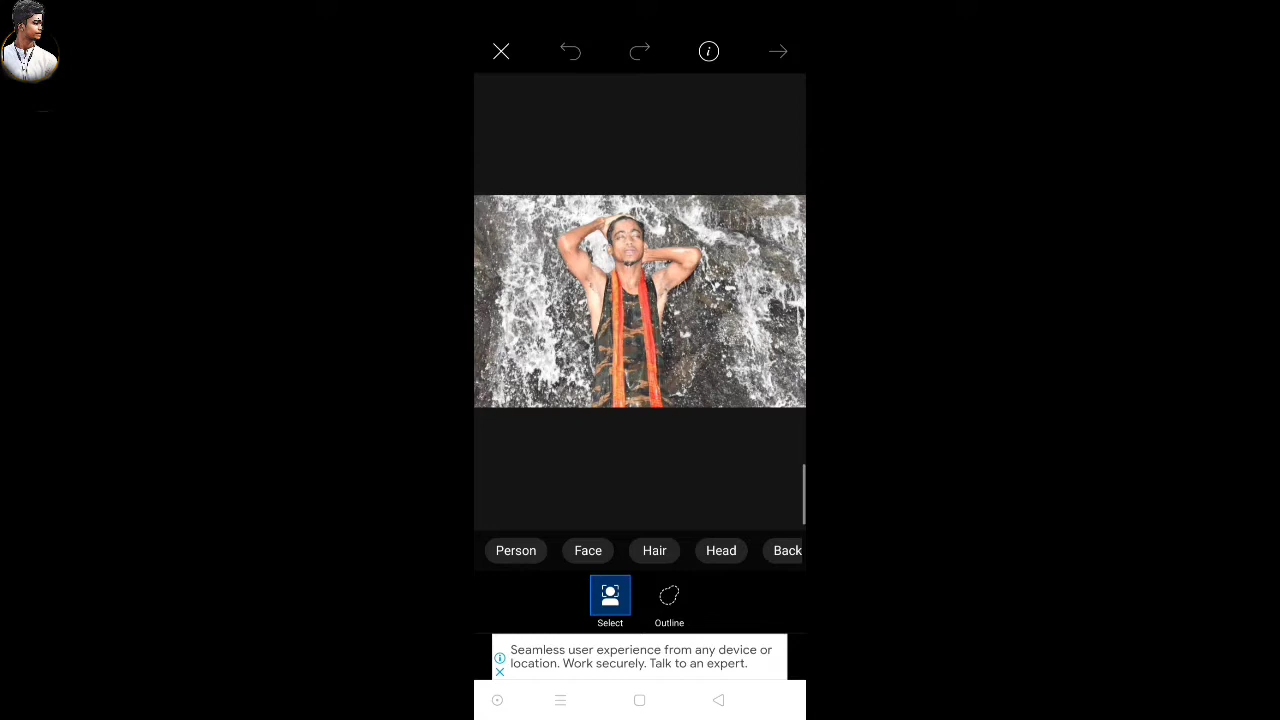 Person Face Hair Head Back
Select Outline
Seamless user experience from any device or
location. Work securely. Talk to an expert.